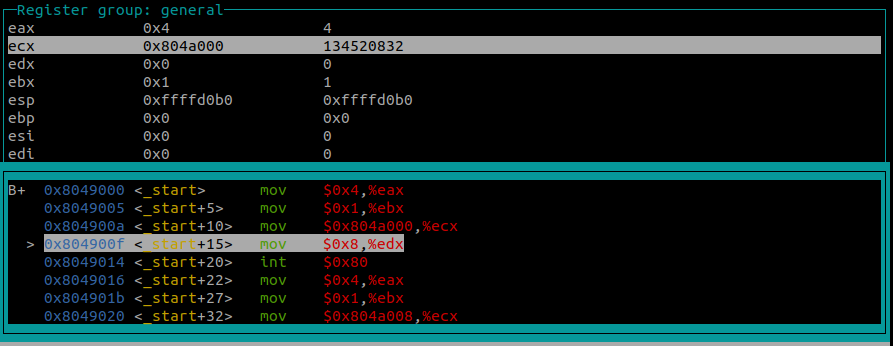 Register group: general
eax 0x4 4
ecx 0x804a000 134520832
edx 0x0 0
ebx 0x1 1
esp 0xffffd0b0 0xffffd0b0
ebp 0x0 0x0
esi 0x0 0
edi 0x0 0
B+ 0x8049000 <_start> mov $0x4,%eax
0x8049005 <_start+5> mov $0x1,%ebx
0x804900a <_start+10> mov $0x804a000,%ecx
> 0x804900f <_start+15> mov $0x8,%edx
0x8049014 <_start+20> int $0x80
0x8049016 <_start+22> mov $0x4,%eax
0x804901b <_start+27> mov $0x1,%ebx
0x8049020 <_start+32> mov $0x804a008,%ecx